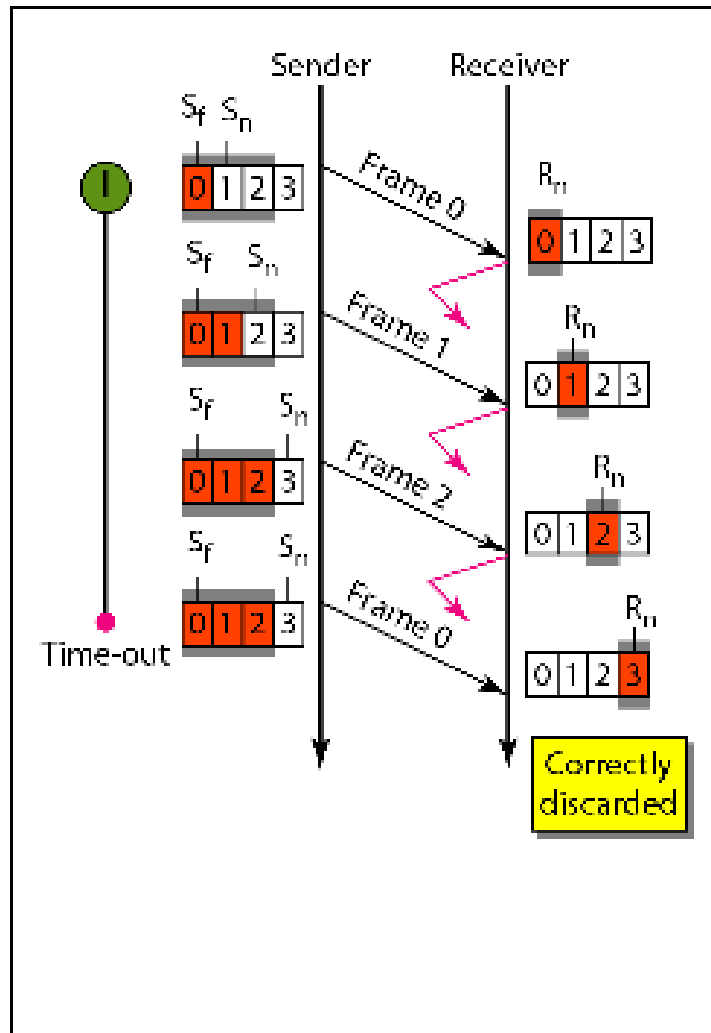 Sender Receiver
Sf Sn
0 1 2 3
Frame 0
Rn
0 1 2 3
Sf Sn
0 1 2 3
Frame 1
Rn
0 1 2 3
Sf Sn
0 1 2 3
Frame 2
Rn
0 1 2 3
Sf Sn
0 1 2 3
Frame 0
Rn
0 1 2 3
Time-out
Correctly
discarded